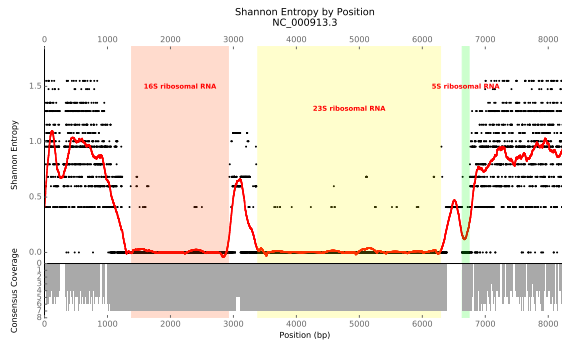 Shannon Entropy by Position
NC_000913.3
0 1000 2000 3000 4000 5000 6000 7000 8000
16S ribosomal RNA
23S ribosomal RNA
5S ribosomal RNA
Shannon Entropy
1.5
1.0
0.5
0.0
Consensus Coverage
0
1
2
3
4
5
6
7
8
0 1000 2000 3000 4000 5000 6000 7000 8000
Position (bp)